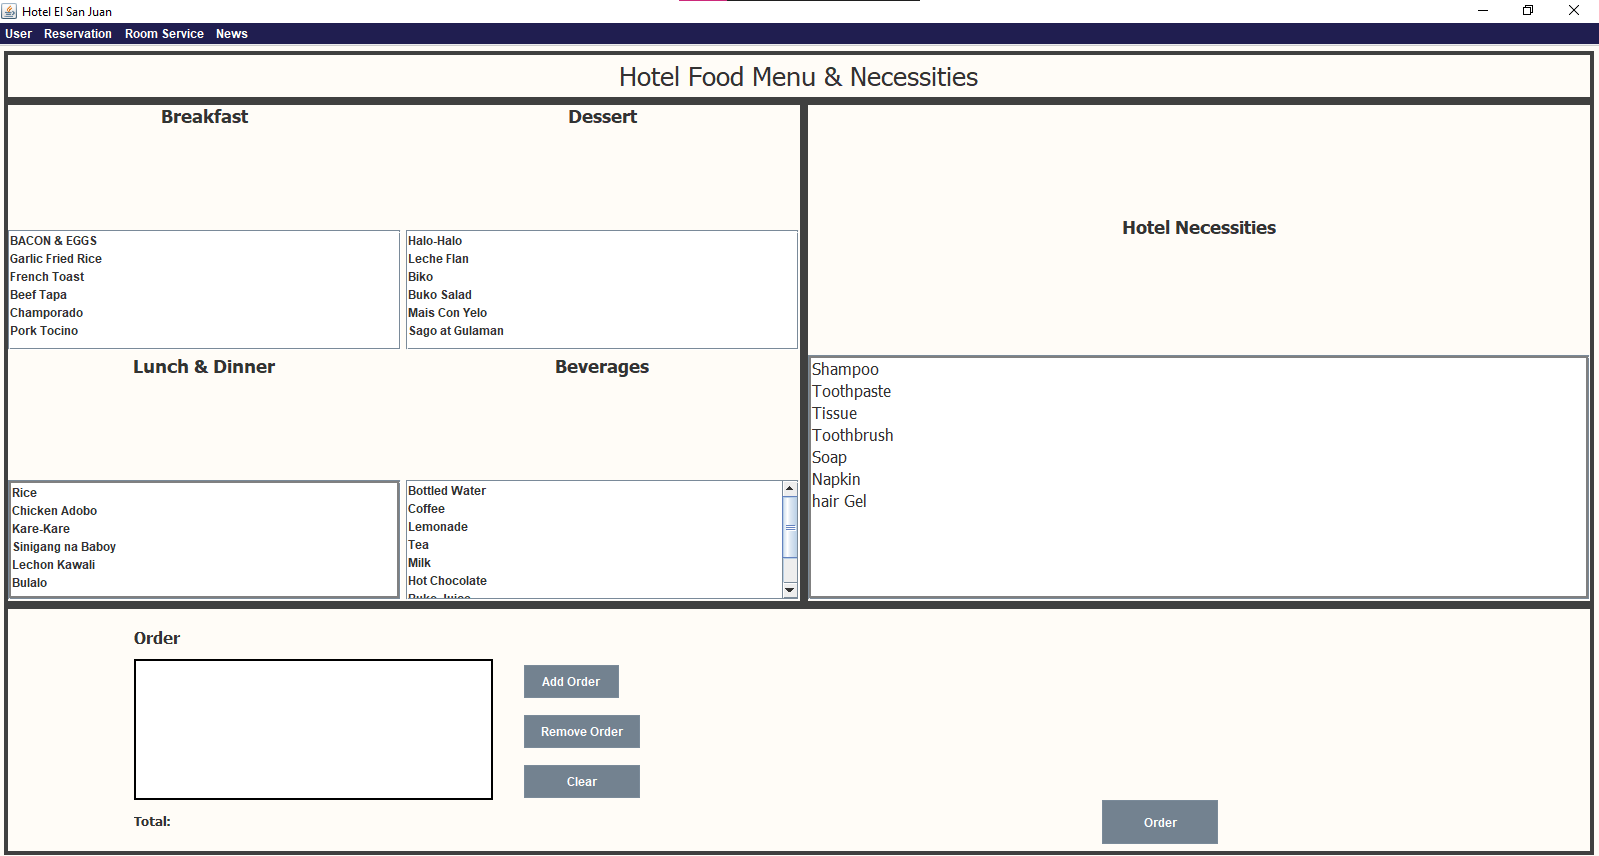 Hotel El San Juan
User Reservation Room Service News
Hotel Food Menu & Necessities
Breakfast
BACON & EGGS
Garlic Fried Rice
French Toast
Beef Tapa
Champorado
Pork Tocino
Dessert
Halo-Halo
Leche Flan
Biko
Buko Salad
Mais Con Yelo
Sago at Gulaman
Lunch & Dinner
Rice
Chicken Adobo
Kare-Kare
Sinigang na Baboy
Lechon Kawali
Bulalo
Beverages
Bottled Water
Coffee
Lemonade
Tea
Milk
Hot Chocolate
Buko Juice
Hotel Necessities
Shampoo
Toothpaste
Tissue
Toothbrush
Soap
Napkin
hair Gel
Order
Add Order
Remove Order
Clear
Total:
Order